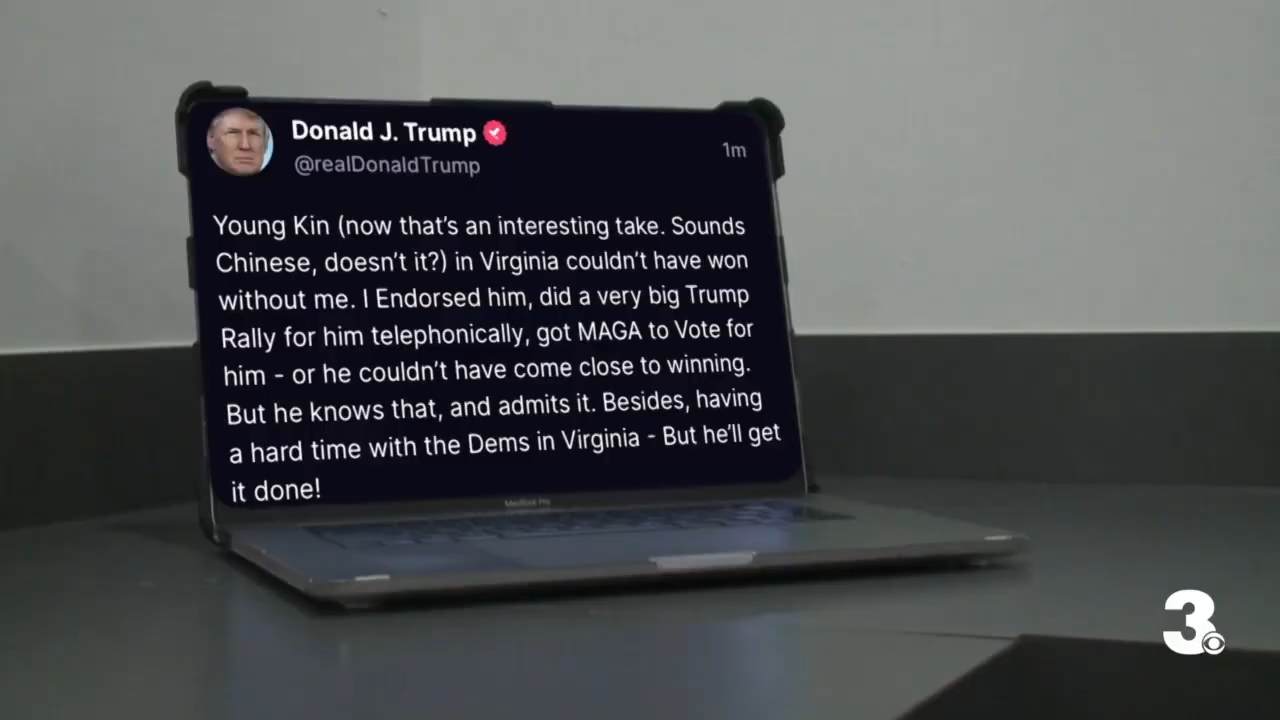 Donald J. Trump
@realDonaldTrump
1m
Young Kin (now that's an interesting take. Sounds
Chinese, doesn't it?) in Virginia couldn't have won
without me. I Endorsed him, did a very big Trump
Rally for him telephonically, got MAGA to Vote for
him - or he couldn't have come close to winning.
But he knows that, and admits it. Besides, having
a hard time with the Dems in Virginia - But he'll get
it done!
MacBook Pro
3